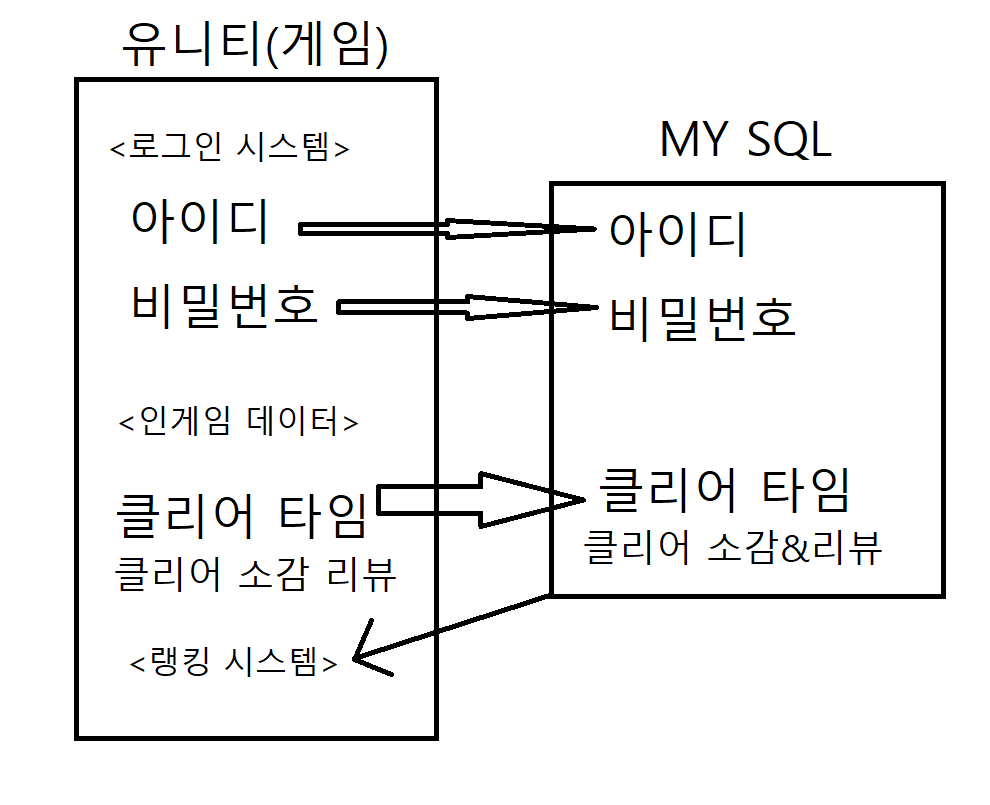 유니티(게임)
<로그인 시스템>
아이디
비밀번호
<인게임 데이터>
클리어 타임
클리어 소감 리뷰
<랭킹 시스템>
MY SQL
아이디
비밀번호
클리어 타임
클리어 소감&리뷰